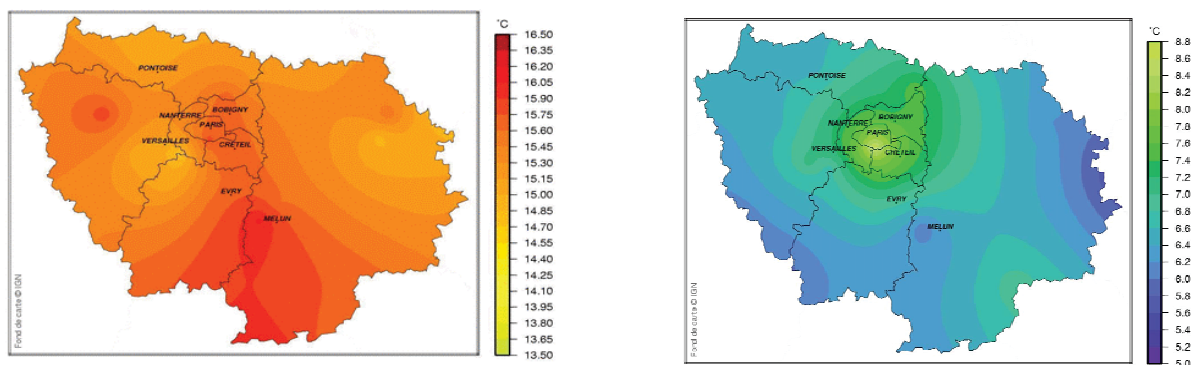 °C
16.50
16.35
16.20
16.05
15.90
15.75
15.60
15.45
15.30
15.15
15.00
14.85
14.70
14.55
14.40
14.25
14.10
13.95
13.80
13.65
13.50
PONTOISE
NANTERRE
BOBIGNY
PARIS
VERSAILLES
CRÉTEIL
EVRY
MELUN
Fond de carte © IGN
°C
8.8
8.6
8.4
8.2
8.0
7.8
7.6
7.4
7.2
7.0
6.8
6.6
6.4
6.2
6.0
5.8
5.6
5.4
5.2
5.0
PONTOISE
NANTERRE
BOBIGNY
PARIS
VERSAILLES
CRÉTEIL
EVRY
MELUN
Fond de carte © IGN